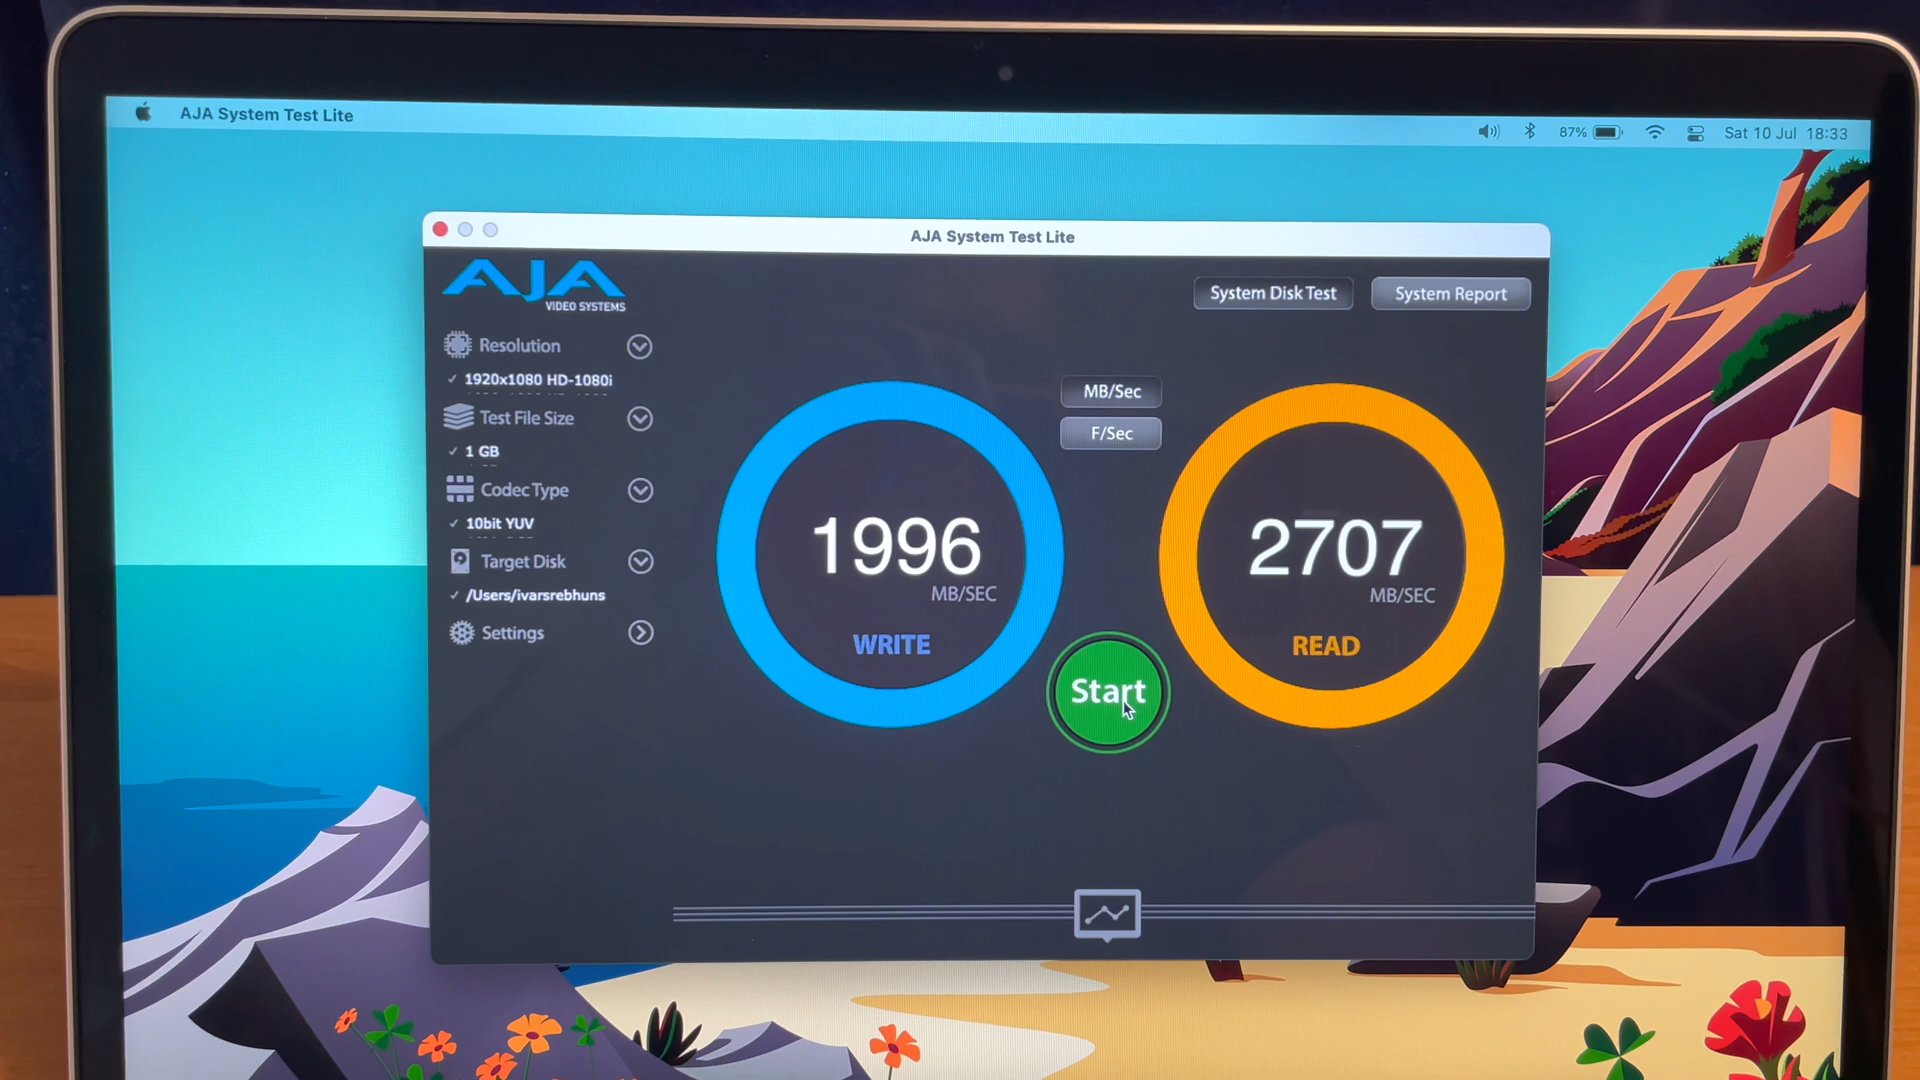 AJA System Test Lite
87%
Sat 10 Jul 18:33
AJA System Test Lite
AJA
VIDEO SYSTEMS
System Disk Test
System Report
Resolution
1920x1080 HD-1080i
Test File Size
1 GB
Codec Type
10bit YUV
Target Disk
/Users/ivarsrebhuns
Settings
MB/Sec
F/Sec
1996
MB/SEC
WRITE
2707
MB/SEC
READ
Start